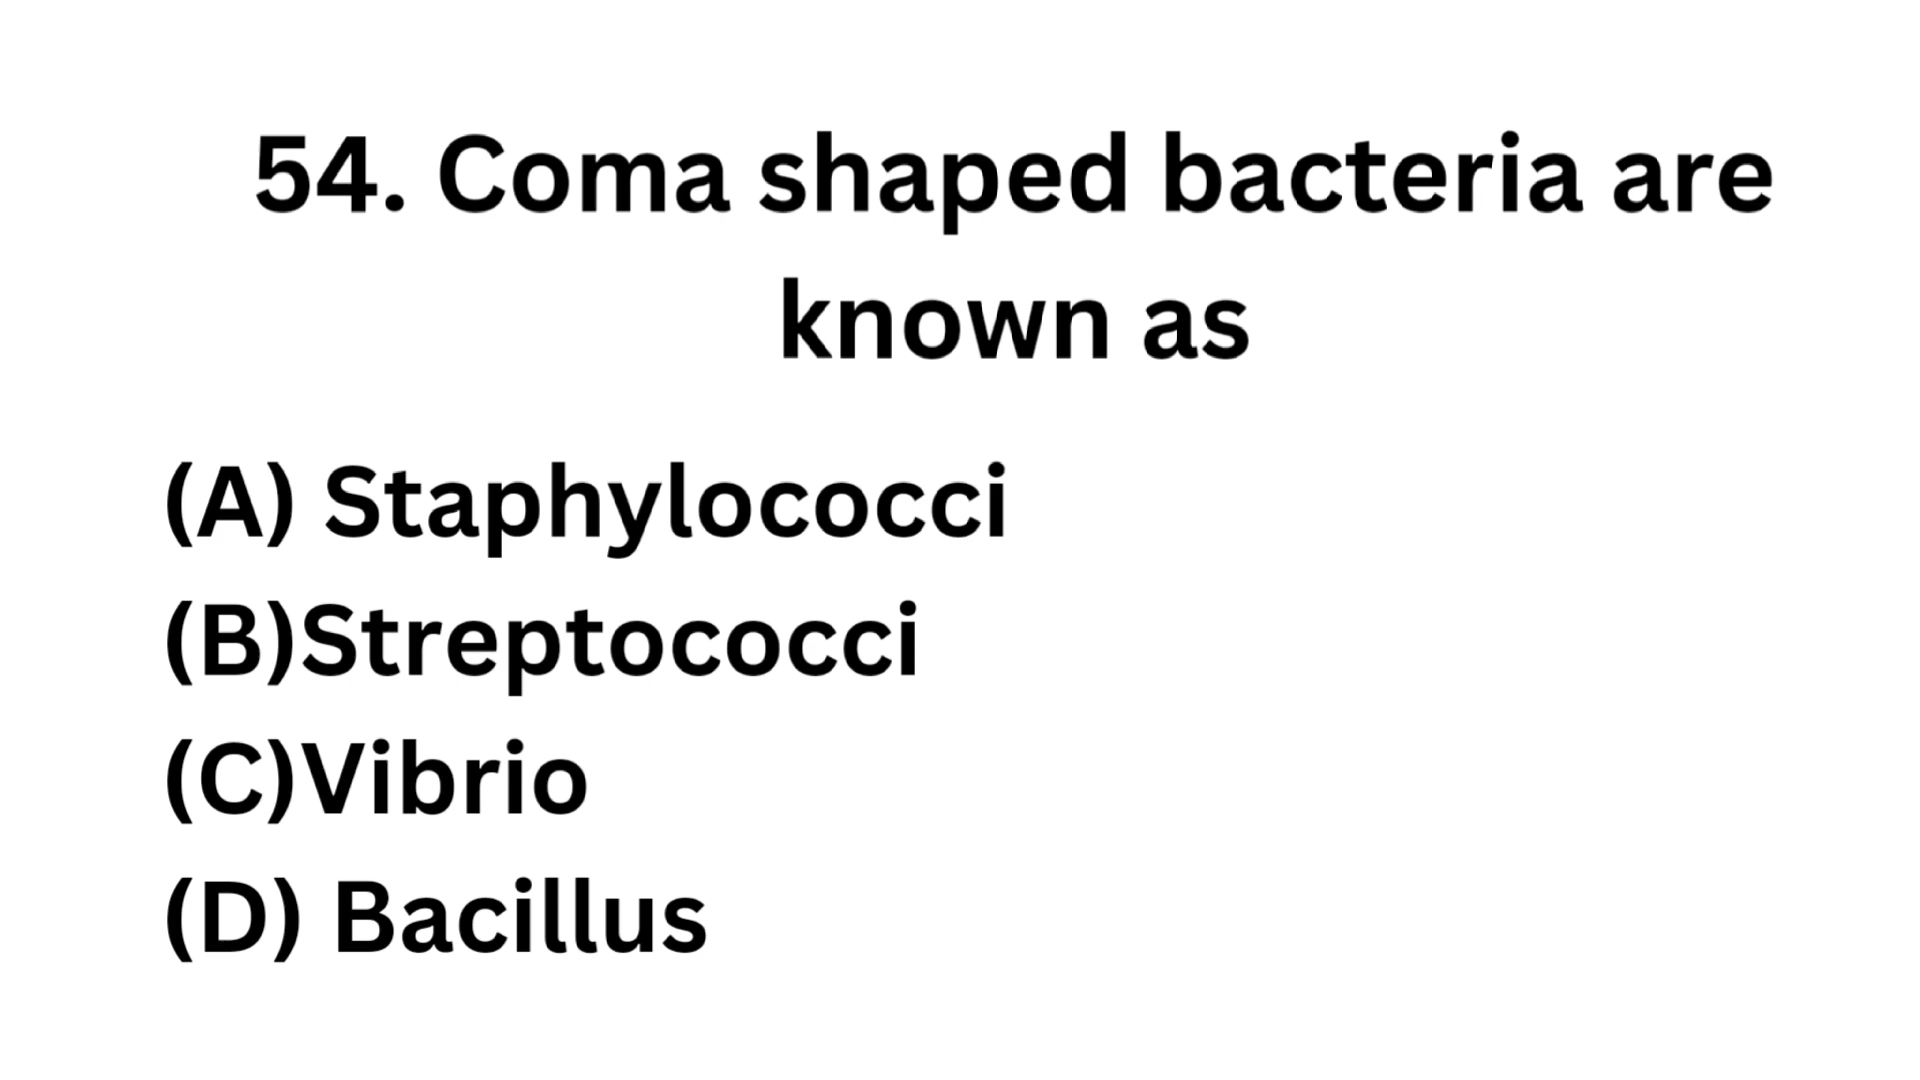 54. Coma shaped bacteria are
known as
(A) Staphylococci
(B)Streptococci
(C)Vibrio
(D) Bacillus